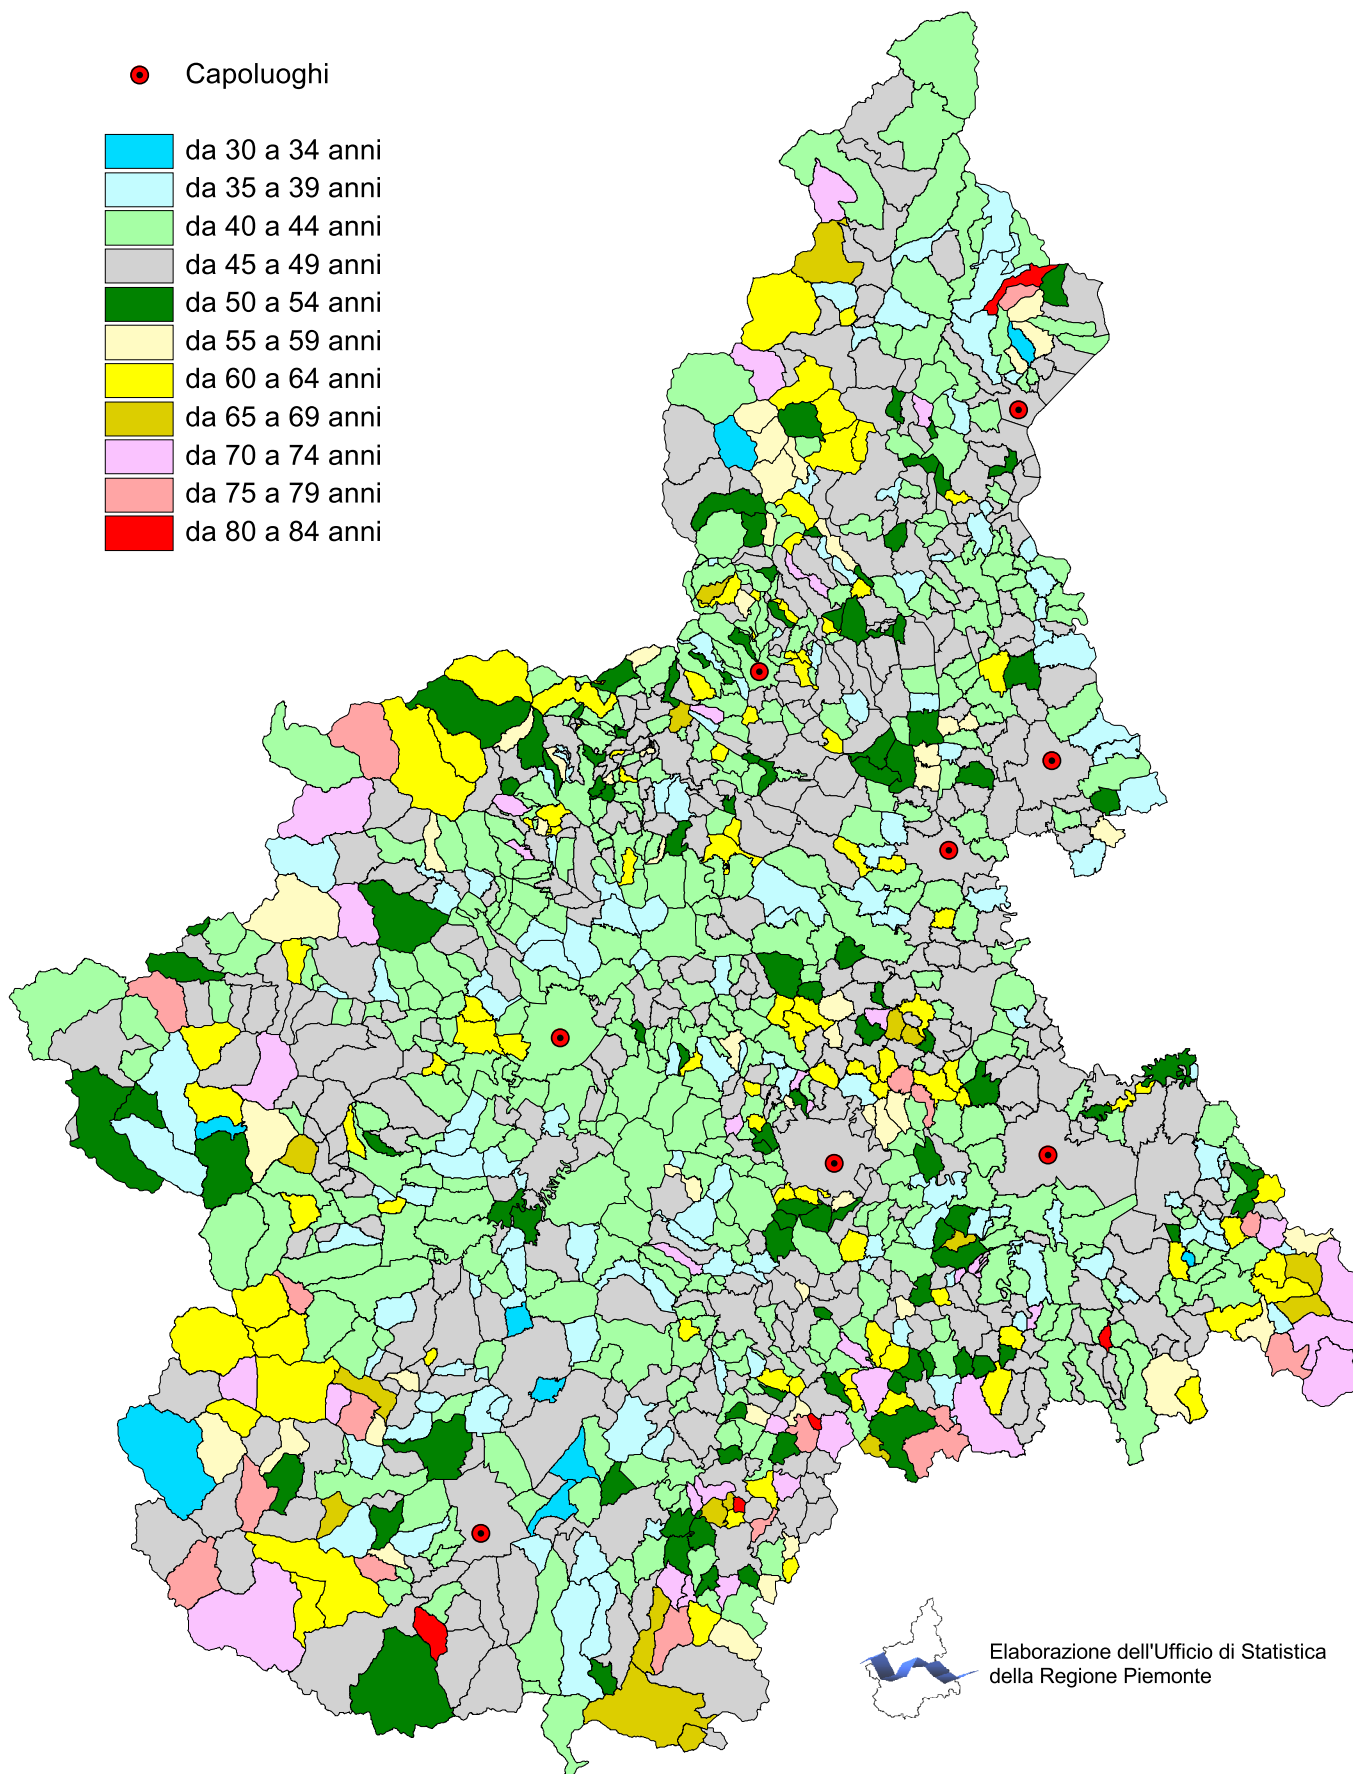 Capoluoghi
da 30 a 34 anni
da 35 a 39 anni
da 40 a 44 anni
da 45 a 49 anni
da 50 a 54 anni
da 55 a 59 anni
da 60 a 64 anni
da 65 a 69 anni
da 70 a 74 anni
da 75 a 79 anni
da 80 a 84 anni
Elaborazione dell'Ufficio di Statistica
della Regione Piemonte